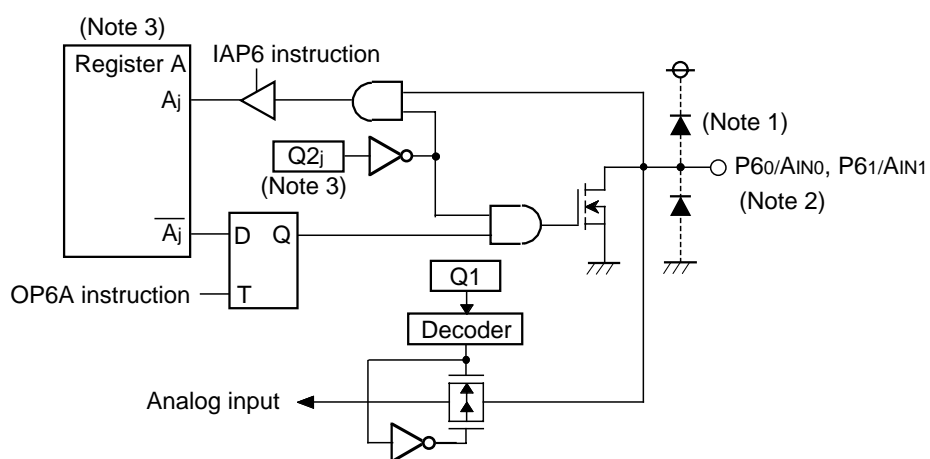 (Note 3)
Register A
IAP6 instruction
Aj
(Note 1)
Q2j
(Note 3)
P60/AIN0, P61/AIN1
(Note 2)
A̅j̅
D
Q
Q1
OP6A instruction
T
Decoder
Analog input